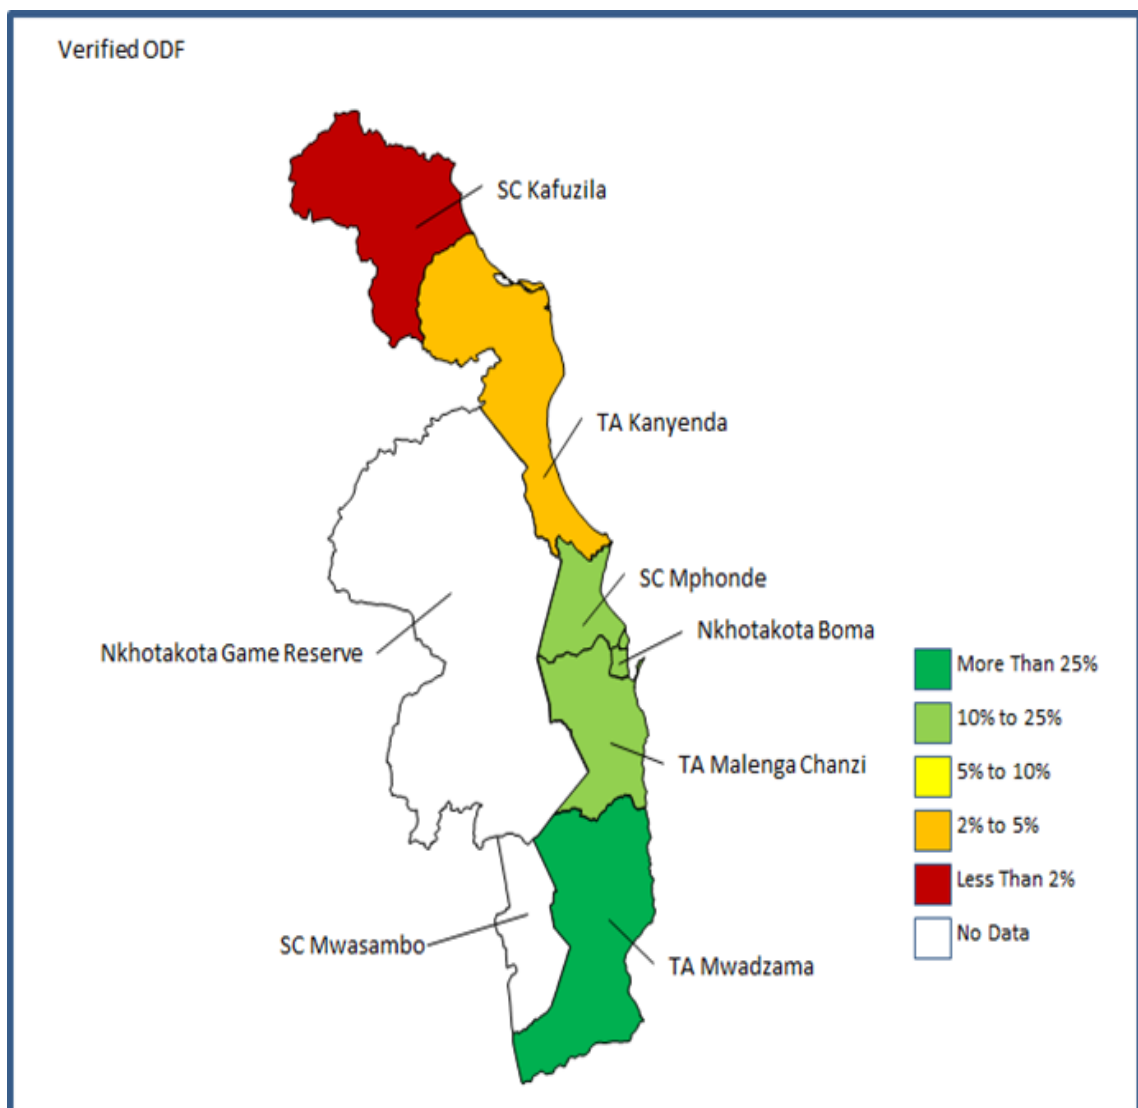 Verified ODF
SC Kafuzila
TA Kanyenda
SC Mphonde
Nkhotakota Boma
Nkhotakota Game Reserve
TA Malenga Chanzi
SC Mwasambo
TA Mwadzama
More Than 25%
10% to 25%
5% to 10%
2% to 5%
Less Than 2%
No Data